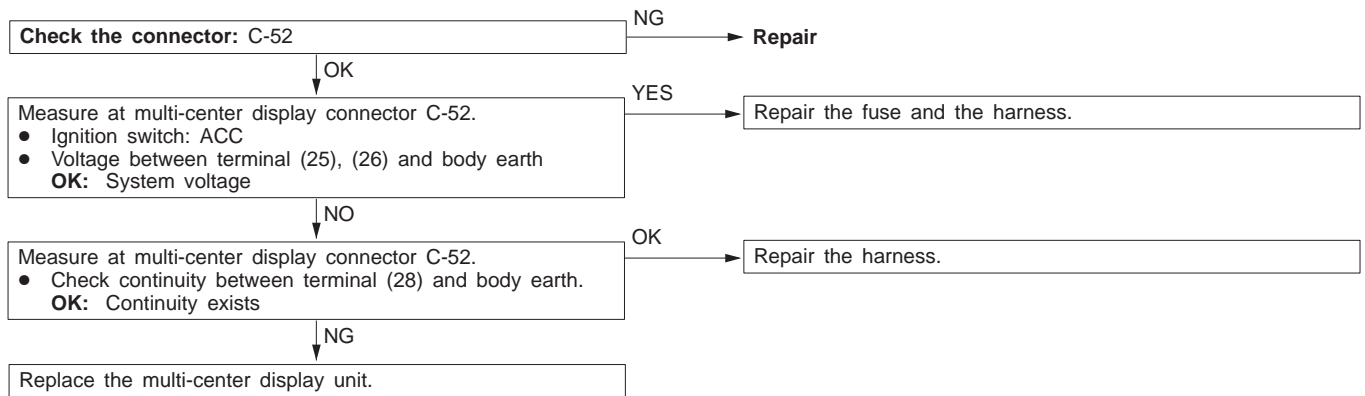 NG
Check the connector: C-52
Repair
OK
YES
Measure at multi-center display connector C-52.
● Ignition switch: ACC
● Voltage between terminal (25), (26) and body earth
OK: System voltage
Repair the fuse and the harness.
NO
OK
Measure at multi-center display connector C-52.
● Check continuity between terminal (28) and body earth.
OK: Continuity exists
Repair the harness.
NG
Replace the multi-center display unit.